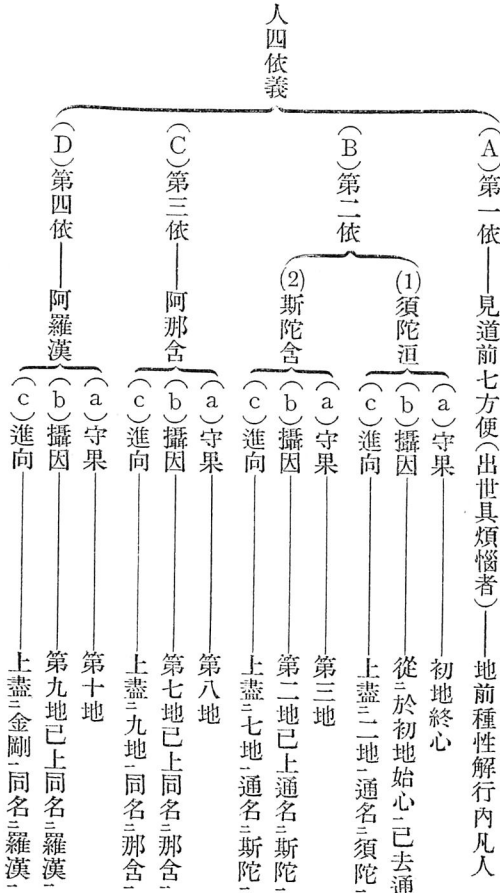 人四依義
(A)第一依――見道前七方便(出世具煩惱者)――地前種性解行內凡人
(B)第二依
(1)須陀洹
(a)守果――初地終心
(b)攝因――從二於初地始心一已去通
(c)進向――上盡二二地一通名二須陀一
(2)斯陀含
(a)守果――第三地
(b)攝因――第二地已上通名二斯陀一
(c)進向――上盡二七地一通名二斯陀一
(C)第三依――阿那含
(a)守果――第八地
(b)攝因――第七地已上同名二那含一
(c)進向――上盡二九地一同名二那含一
(D)第四依――阿羅漢
(a)守果――第十地
(b)攝因――第九地已上同名二羅漢一
(c)進向――上盡二金剛一同名二羅漢一